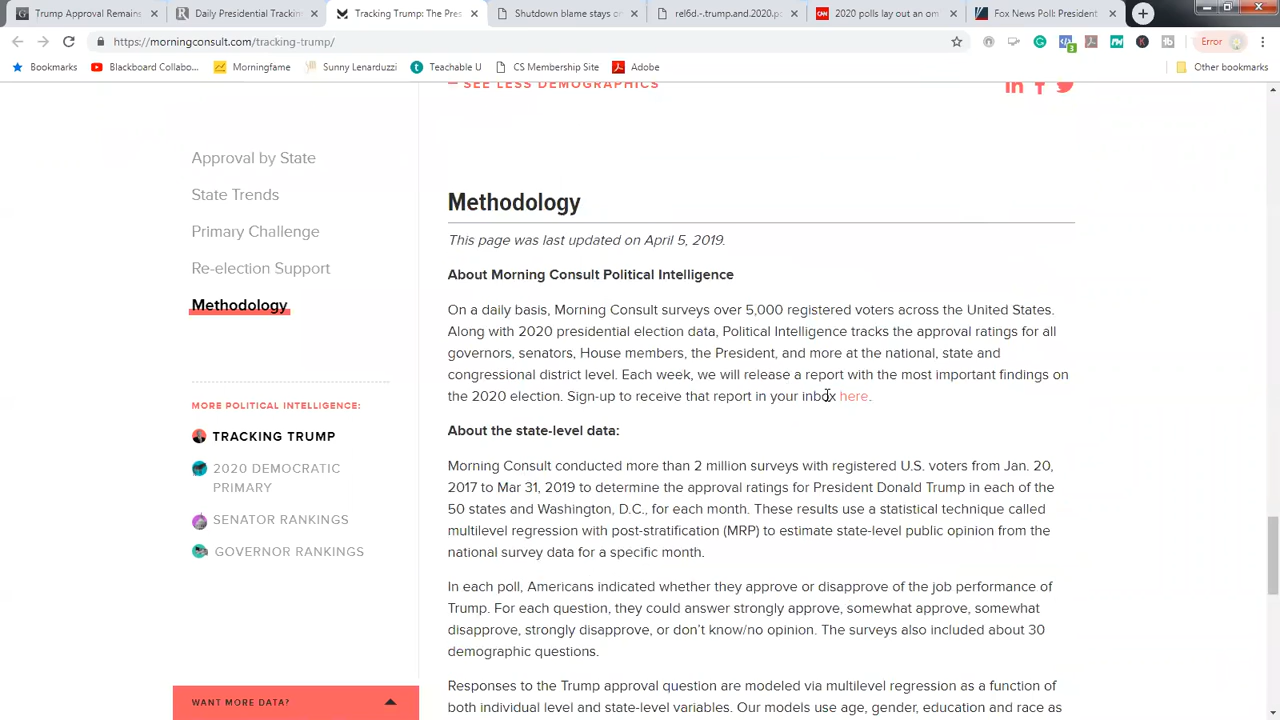 Trump Approval Remains
Daily Presidential Trackin
Tracking Trump: The Pres
Shutdown blame stays o
rel6d.-.trump.and.2020.p
2020 polls lay out an om
Fox News Poll: President
https://morningconsult.com/tracking-trump/
3
Error
Bookmarks
Blackboard Collabo...
Morningfame
Sunny Lenarduzzi
Teachable U
CS Membership Site
Adobe
Other bookmarks
— SEE LESS DEMOGRAPHICS
Approval by State
State Trends
Primary Challenge
Re-election Support
Methodology
MORE POLITICAL INTELLIGENCE:
TRACKING TRUMP
2020 DEMOCRATIC
PRIMARY
SENATOR RANKINGS
GOVERNOR RANKINGS
WANT MORE DATA?
Methodology
This page was last updated on April 5, 2019.
About Morning Consult Political Intelligence
On a daily basis, Morning Consult surveys over 5,000 registered voters across the United States.
Along with 2020 presidential election data, Political Intelligence tracks the approval ratings for all
governors, senators, House members, the President, and more at the national, state and
congressional district level. Each week, we will release a report with the most important findings on
the 2020 election. Sign-up to receive that report in your inbox here.
About the state-level data:
Morning Consult conducted more than 2 million surveys with registered U.S. voters from Jan. 20,
2017 to Mar 31, 2019 to determine the approval ratings for President Donald Trump in each of the
50 states and Washington, D.C., for each month. These results use a statistical technique called
multilevel regression with post-stratification (MRP) to estimate state-level public opinion from the
national survey data for a specific month.
In each poll, Americans indicated whether they approve or disapprove of the job performance of
Trump. For each question, they could answer strongly approve, somewhat approve, somewhat
disapprove, strongly disapprove, or don't know/no opinion. The surveys also included about 30
demographic questions.
Responses to the Trump approval question are modeled via multilevel regression as a function of
both individual level and state-level variables. Our models use age, gender, education and race as